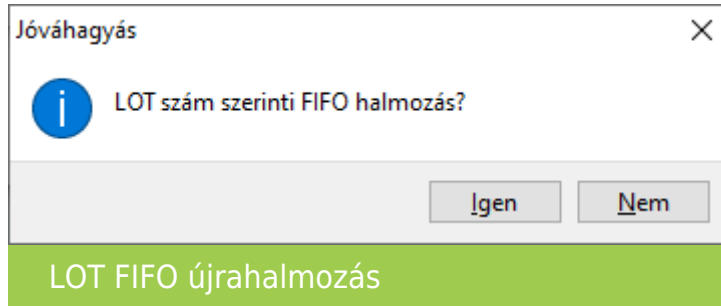 Jóváhagyás
LOT szám szerinti FIFO halmozás?
Igen
Nem
LOT FIFO újrahalmozás